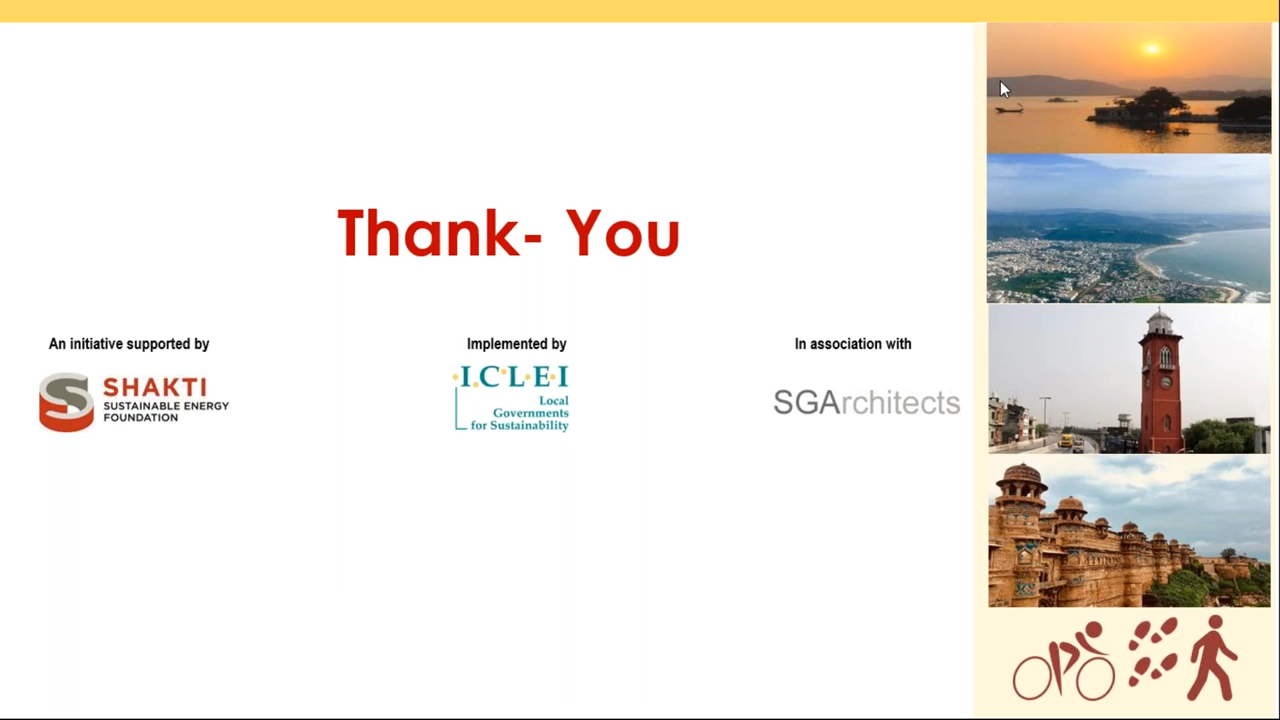 Thank- You
An initiative supported by
SHAKTI
SUSTAINABLE ENERGY
FOUNDATION
Implemented by
·I·C·L·E·I
Local
Governments
for Sustainability
In association with
SGArchitects